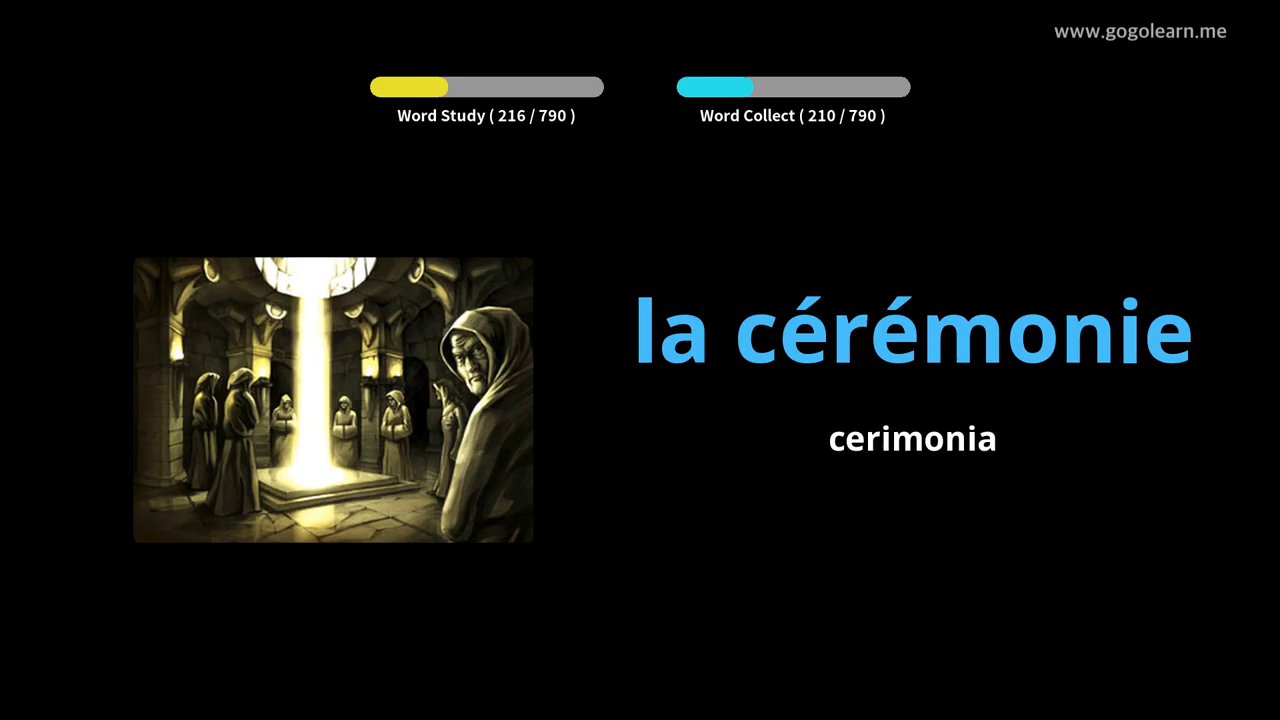 www.gogolearn.me
Word Study ( 216 / 790 )
Word Collect ( 210 / 790 )
la cérémonie
cerimonia